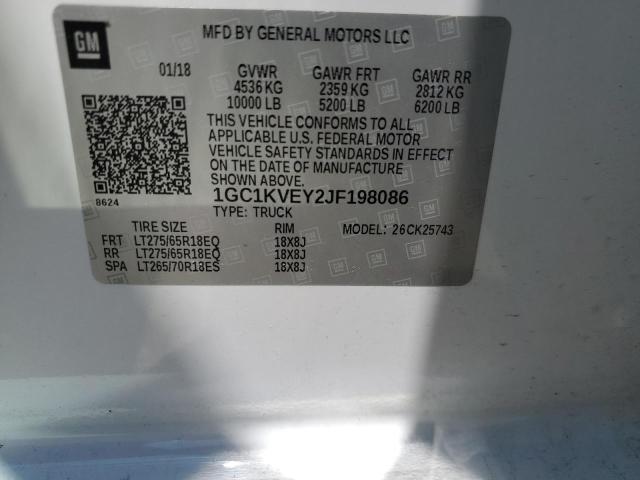 GM
MFD BY GENERAL MOTORS LLC
01/18 GVWR GAWR FRT GAWR RR
4536 KG 2359 KG 2812 KG
10000 LB 5200 LB 6200 LB
THIS VEHICLE CONFORMS TO ALL
APPLICABLE U.S. FEDERAL MOTOR
VEHICLE SAFETY STANDARDS IN EFFECT
ON THE DATE OF MANUFACTURE
SHOWN ABOVE.
8624 1GC1KVEY2JF198086
TYPE: TRUCK
TIRE SIZE RIM MODEL: 26CK25743
FRT LT275/65R18EQ 18X8J
RR LT275/65R18EQ 18X8J
SPA LT265/70R18ES 18X8J